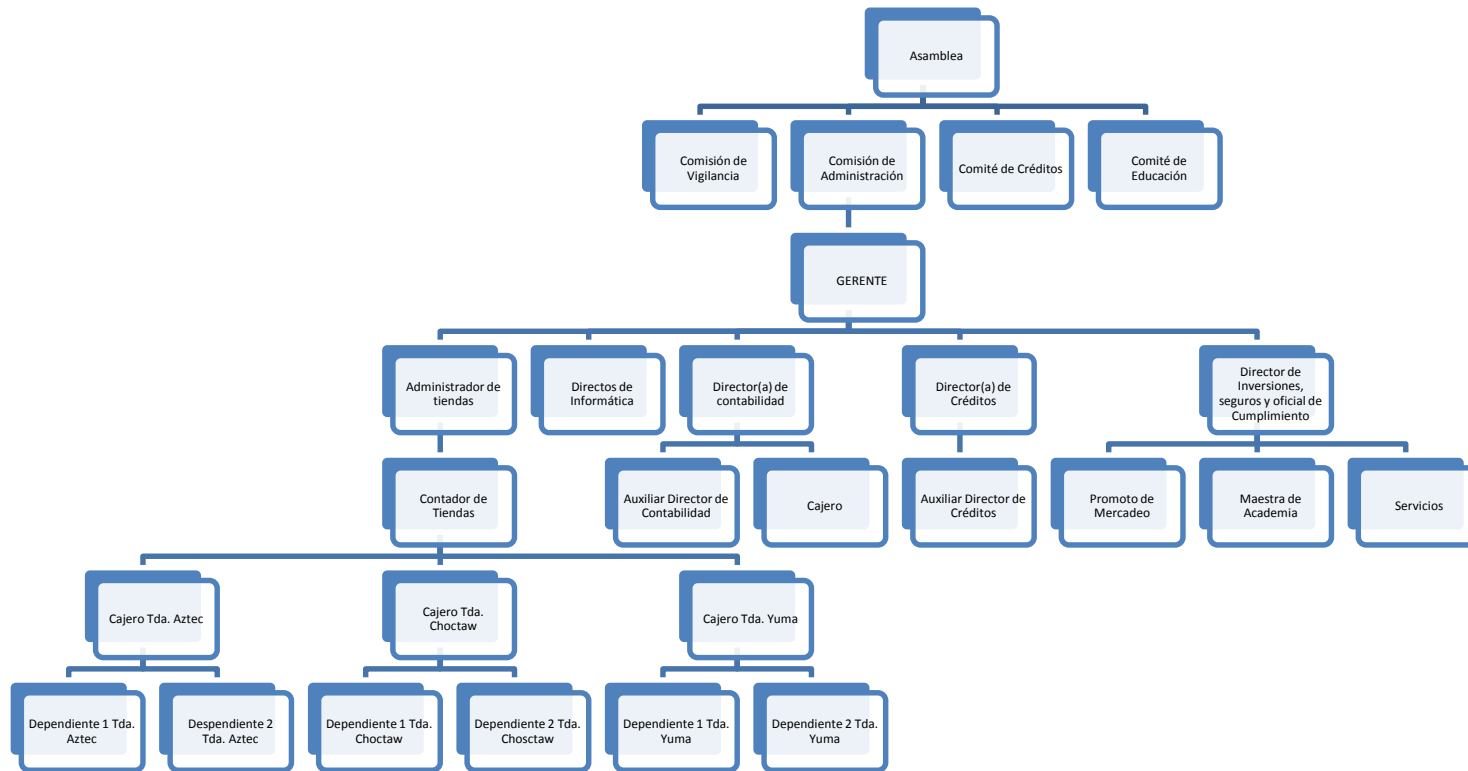 Asamblea
Comisión de
Vigilancia
Comisión de
Administración
Comité de Créditos
Comité de
Educación
GERENTE
Administrador de
tiendas
Directos de
Informática
Director(a) de
contabilidad
Director(a) de
Créditos
Director de
Inversiones,
seguros y oficial de
Cumplimiento
Contador de
Tiendas
Auxiliar Director de
Contabilidad
Cajero
Auxiliar Director de
Créditos
Promoto de
Mercadeo
Maestra de
Academia
Servicios
Cajero Tda. Aztec
Cajero Tda.
Choctaw
Cajero Tda. Yuma
Dependiente 1 Tda.
Aztec
Despendiente 2
Tda. Aztec
Dependiente 1 Tda.
Choctaw
Dependiente 2 Tda.
Chosctaw
Dependiente 1 Tda.
Yuma
Dependiente 2 Tda.
Yuma